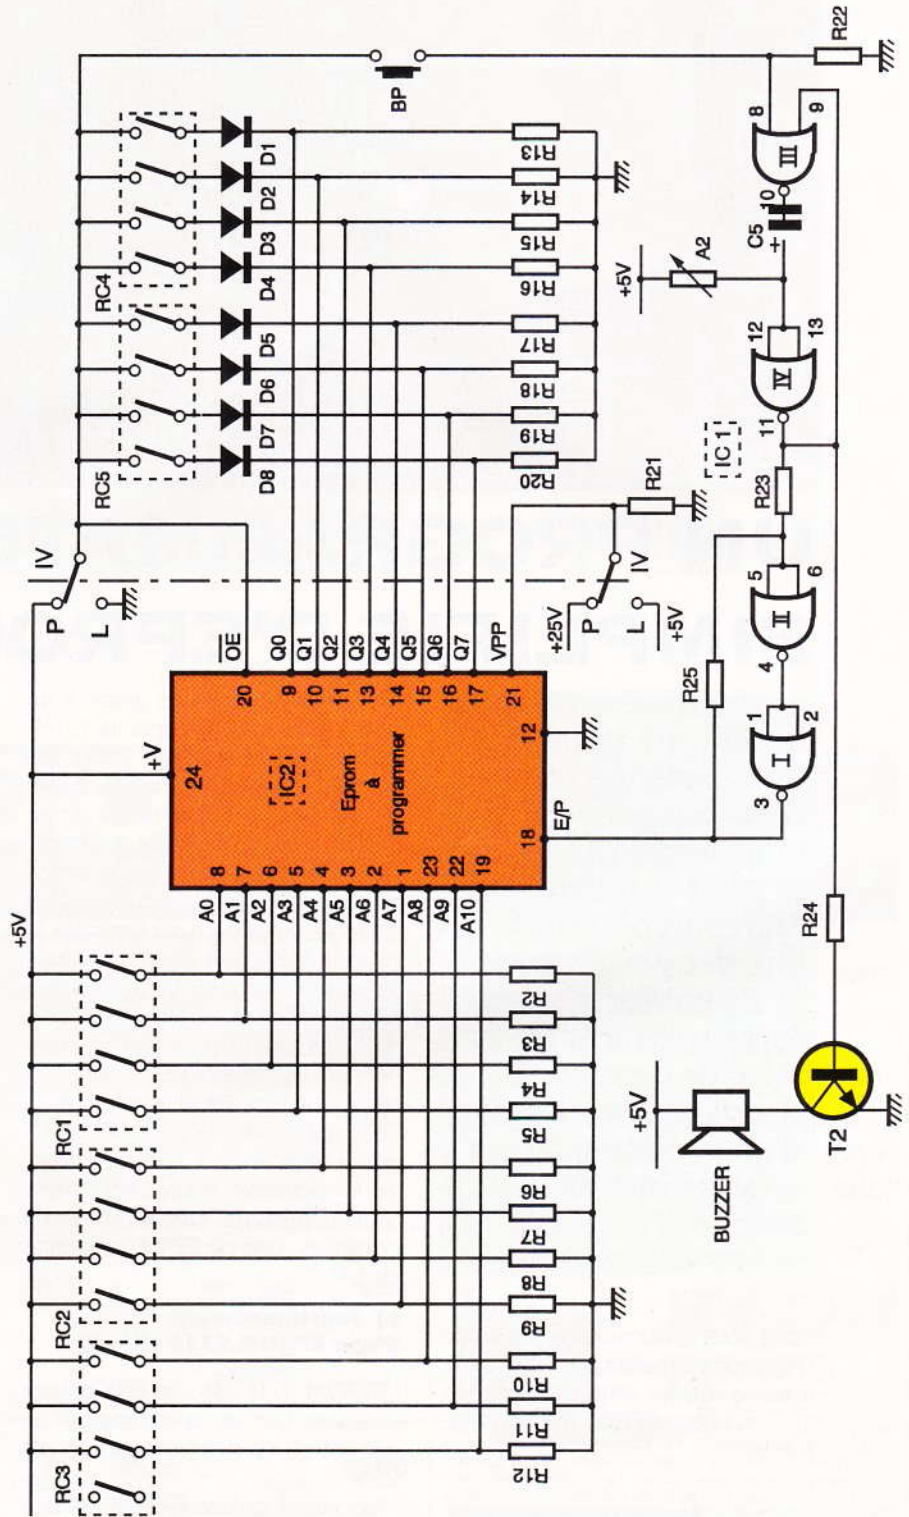 R22
BP
8
9
III
10
C5
+
A2
+5V
D1
D2
D3
D4
RC4
D5
D6
D7
D8
RC5
R13
R14
R15
R16
R17
R18
R19
R20
12
13
IV
11
IC 1
R23
R21
IV
P
L
IV
+25V
P
L
+5V
5
6
II
4
R25
1
2
I
3
OE
Q0
Q1
Q2
Q3
Q4
Q5
Q6
Q7
VPP
20
9
10
11
13
14
15
16
17
21
+V
24
IC2
Eprom
à
programmer
12
18
E/P
8
7
6
5
4
3
2
1
23
22
19
A0
A1
A2
A3
A4
A5
A6
A7
A8
A9
A10
+5V
RC1
RC2
RC3
R2
R3
R4
R5
R6
R7
R8
R9
R10
R11
R12
R24
+5V
BUZZER
T2